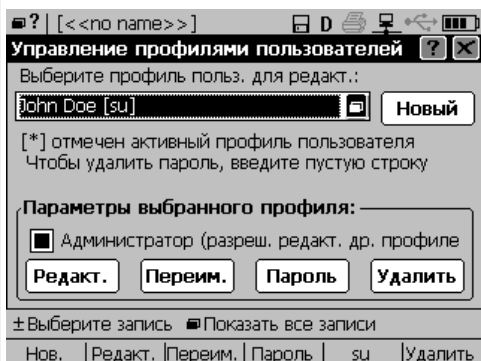 ? | [<<no name>>] D
Управление профилями пользователей ? X
Выберите профиль польз. для редакт.:
John Doe [su] Новый
[*] отмечен активный профиль пользователя
Чтобы удалить пароль, введите пустую строку
Параметры выбранного профиля:
Администратор (разреш. редакт. др. профиле
Редакт. Переим. Пароль Удалить
±Выберите запись Показать все записи
Нов. | Редакт. | Переим. | Пароль | su | Удалить